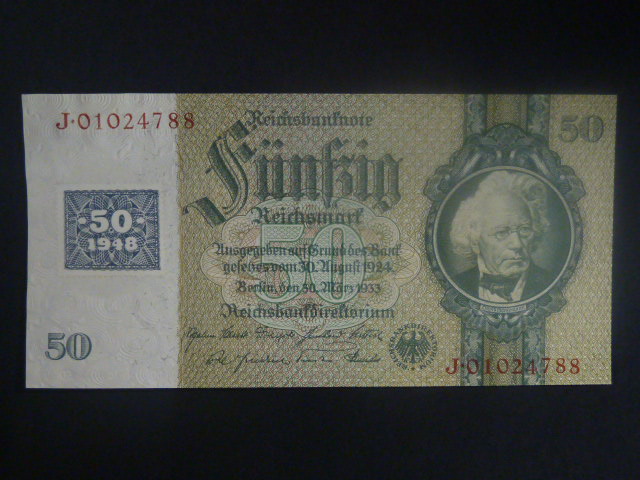 J·01024788
Reichsbanknote
50
Fünfzig
Reichsmark
50
1948
50
Ausgegeben auf Grund des Bank
gesetzes vom 30. August 1924.
Berlin, den 30. März 1933
Reichsbankdirektorium
50
J·01024788